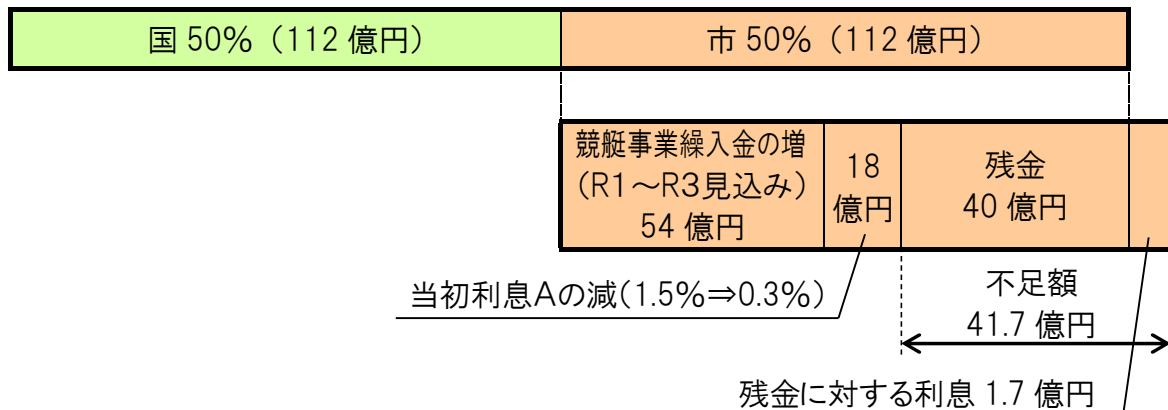 国 50%（112 億円）
市 50%（112 億円）
競艇事業繰入金の増
（R1～R3見込み）
54 億円
18
億円
残金
40 億円
当初利息Aの減（1.5%⇒0.3%）
不足額
41.7 億円
残金に対する利息 1.7 億円